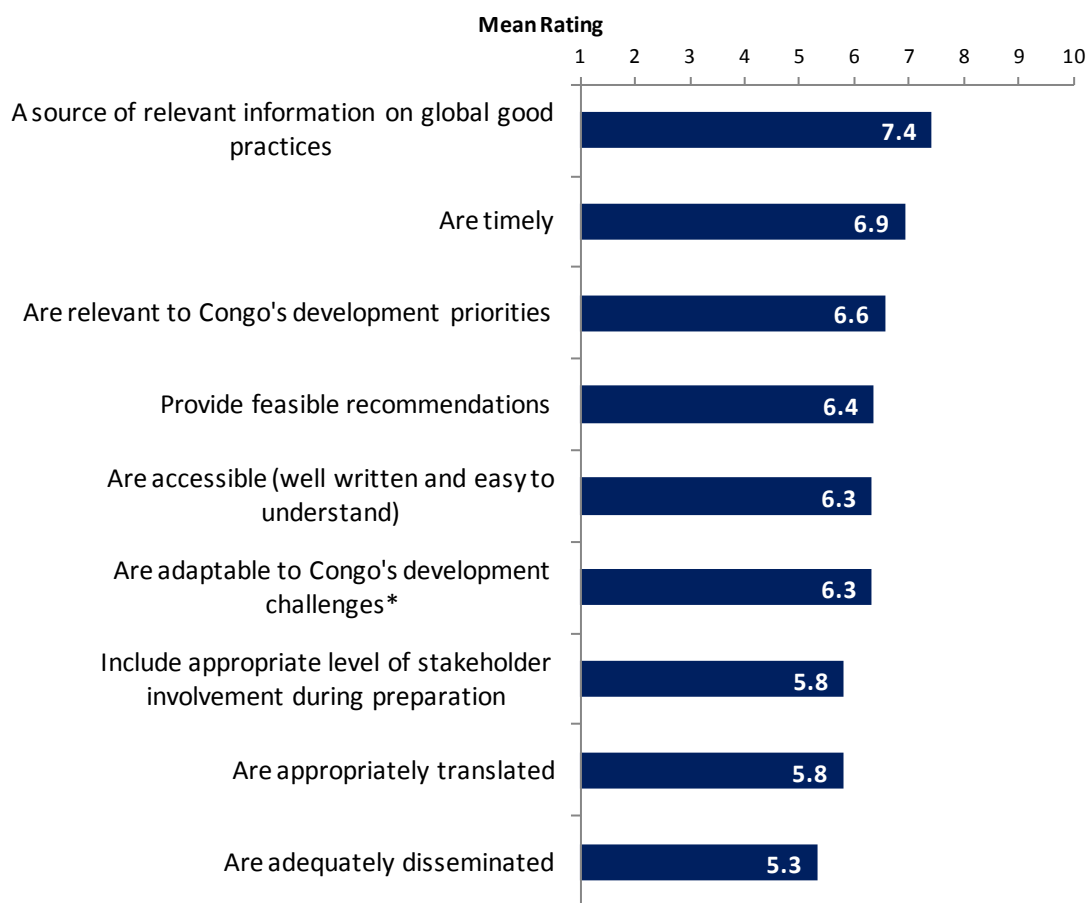 Mean Rating
1 2 3 4 5 6 7 8 9 10
A source of relevant information on global good
practices
7.4
Are timely
6.9
Are relevant to Congo's development priorities
6.6
Provide feasible recommendations
6.4
Are accessible (well written and easy to
understand)
6.3
Are adaptable to Congo's development
challenges*
6.3
Include appropriate level of stakeholder
involvement during preparation
5.8
Are appropriately translated
5.8
Are adequately disseminated
5.3